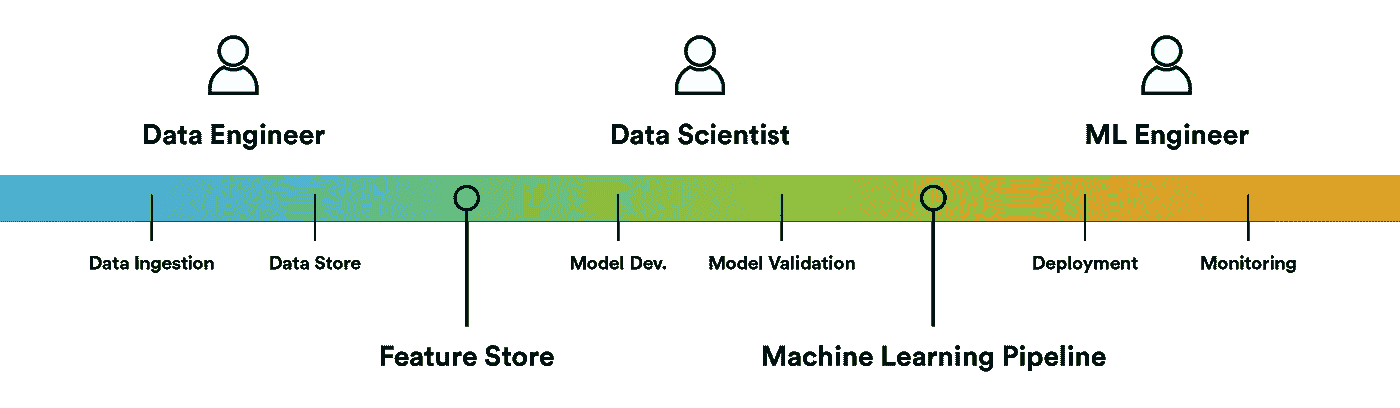 Data Engineer
Data Scientist
ML Engineer
Data Ingestion
Data Store
Model Dev.
Model Validation
Deployment
Monitoring
Feature Store
Machine Learning Pipeline